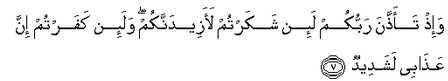 وَإِذْ تَأَذَّنَ رَبُّكُمْ لَئِن شَكَرْتُمْ لَأَزِيدَنَّكُمْ ۖ وَلَئِن كَفَرْتُمْ إِنَّ
عَذَابِى لَشَدِيدٌ ﴿٧﴾